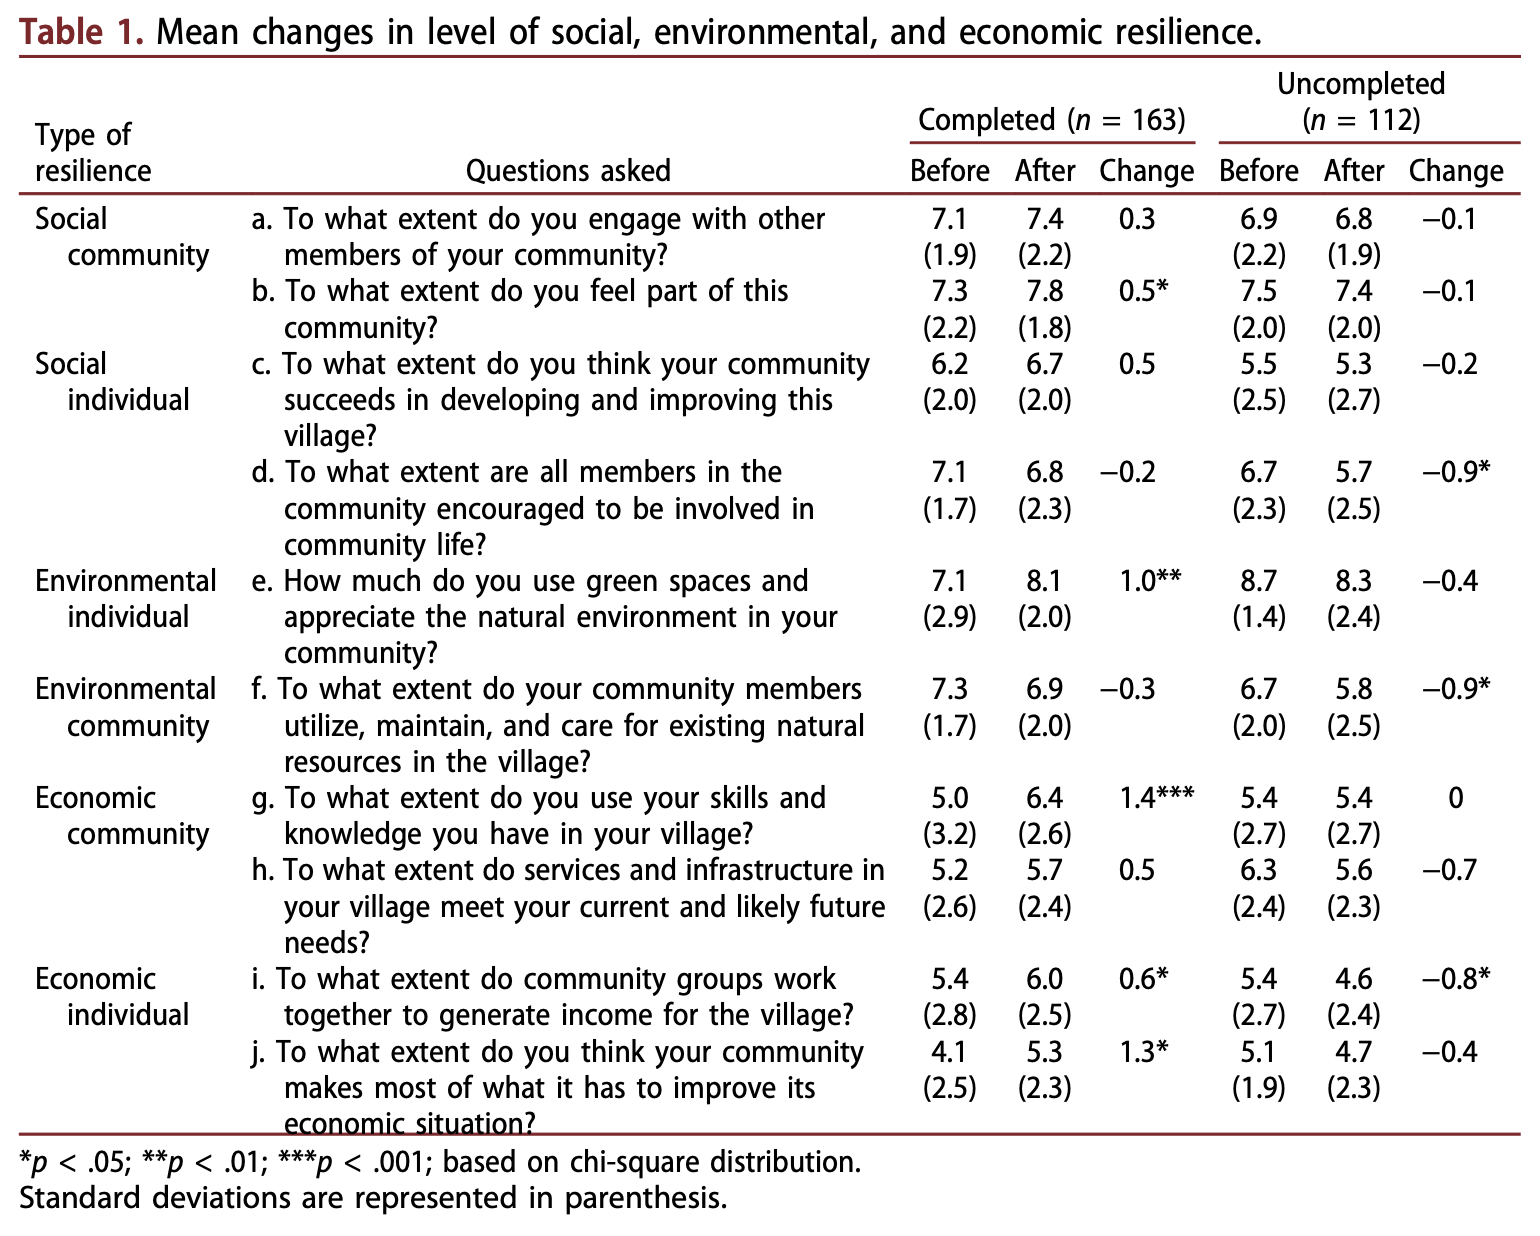 Table 1. Mean changes in level of social, environmental, and economic resilience.
Uncompleted
Completed (n = 163) (n = 112)
Type of
resilience Questions asked Before After Change Before After Change
Social a. To what extent do you engage with other 7.1 7.4 0.3 6.9 6.8 −0.1
community members of your community? (1.9) (2.2) (2.2) (1.9)
b. To what extent do you feel part of this 7.3 7.8 0.5* 7.5 7.4 −0.1
community? (2.2) (1.8) (2.0) (2.0)
Social c. To what extent do you think your community 6.2 6.7 0.5 5.5 5.3 −0.2
individual succeeds in developing and improving this (2.0) (2.0) (2.5) (2.7)
village?
d. To what extent are all members in the 7.1 6.8 −0.2 6.7 5.7 −0.9*
community encouraged to be involved in (1.7) (2.3) (2.3) (2.5)
community life?
Environmental e. How much do you use green spaces and 7.1 8.1 1.0** 8.7 8.3 −0.4
individual appreciate the natural environment in your (2.9) (2.0) (1.4) (2.4)
community?
Environmental f. To what extent do your community members 7.3 6.9 −0.3 6.7 5.8 −0.9*
community utilize, maintain, and care for existing natural (1.7) (2.0) (2.0) (2.5)
resources in the village?
Economic g. To what extent do you use your skills and 5.0 6.4 1.4*** 5.4 5.4 0
community knowledge you have in your village? (3.2) (2.6) (2.7) (2.7)
h. To what extent do services and infrastructure in 5.2 5.7 0.5 6.3 5.6 −0.7
your village meet your current and likely future (2.6) (2.4) (2.4) (2.3)
needs?
Economic i. To what extent do community groups work 5.4 6.0 0.6* 5.4 4.6 −0.8*
individual together to generate income for the village? (2.8) (2.5) (2.7) (2.4)
j. To what extent do you think your community 4.1 5.3 1.3* 5.1 4.7 −0.4
makes most of what it has to improve its (2.5) (2.3) (1.9) (2.3)
economic situation?
*p < .05; **p < .01; ***p < .001; based on chi-square distribution.
Standard deviations are represented in parenthesis.